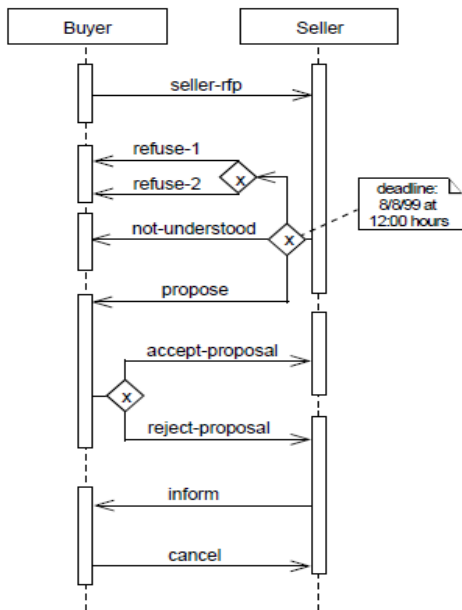 Buyer
Seller
seller-rfp
refuse-1
x
refuse-2
deadline:
8/8/99 at
12:00 hours
not-understood
x
propose
accept-proposal
x
reject-proposal
inform
cancel